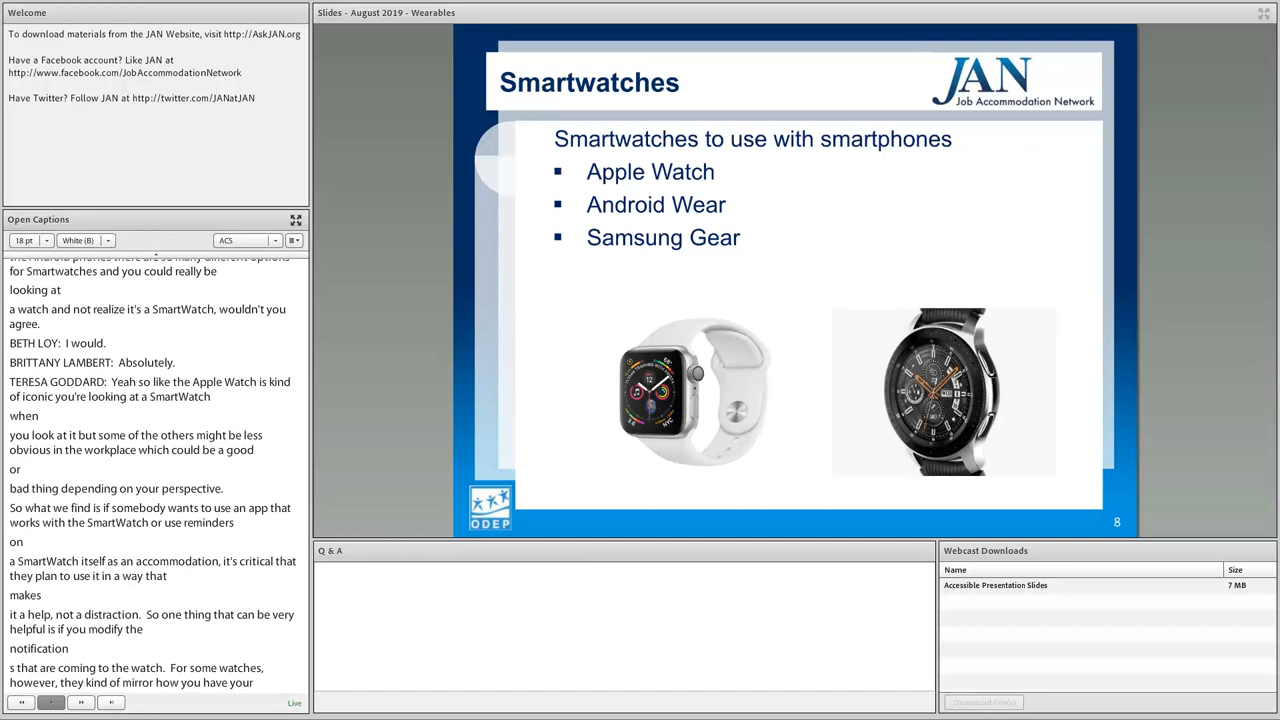 Welcome
To download materials from the JAN Website, visit http://AskJAN.org
Have a Facebook account? Like JAN at
http://www.facebook.com/JobAccommodationNetwork
Have Twitter? Follow JAN at http://twitter.com/JANatJAN
Open Captions
18 pt White (B) ACS
the Android phones there are so many different options
for Smartwatches and you could really be
looking at
a watch and not realize it's a SmartWatch, wouldn't you
agree.
BETH LOY: I would.
BRITTANY LAMBERT: Absolutely.
TERESA GODDARD: Yeah so like the Apple Watch is kind
of iconic you're looking at a SmartWatch
when
you look at it but some of the others might be less
obvious in the workplace which could be a good
or
bad thing depending on your perspective.
So what we find is if somebody wants to use an app that
works with the SmartWatch or use reminders
on
a SmartWatch itself as an accommodation, it's critical that
they plan to use it in a way that
makes
it a help, not a distraction. So one thing that can be very
helpful is if you modify the
notification
s that are coming to the watch. For some watches,
however, they kind of mirror how you have your
Live
Slides - August 2019 - Wearables
Smartwatches
JAN
Job Accommodation Network
Smartwatches to use with smartphones
▪ Apple Watch
▪ Android Wear
▪ Samsung Gear
ODEP
8
Q & A
Webcast Downloads
Name Size
Accessible Presentation Slides 7 MB
Download File(s)